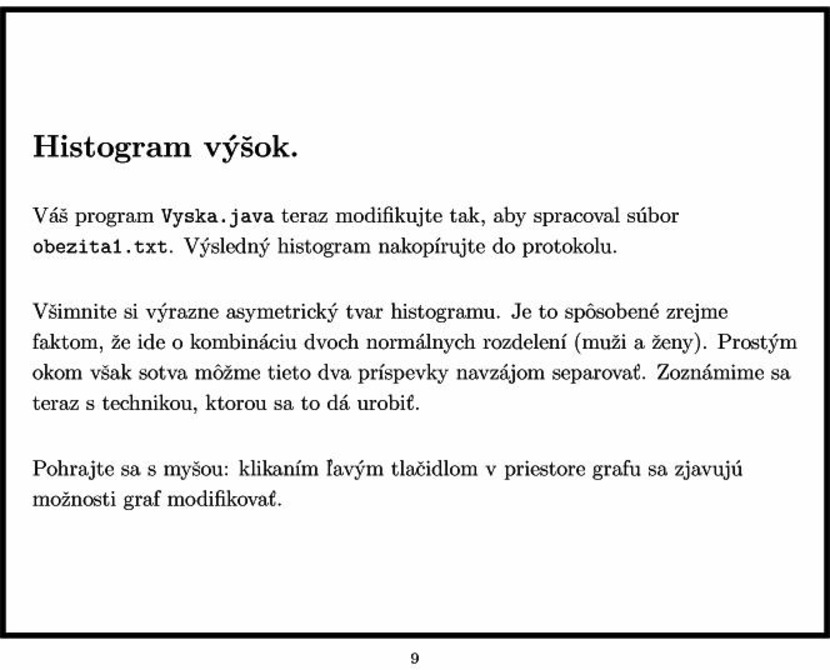 Histogram výšok.
Váš program Vyska.java teraz modifikujte tak, aby spracoval súbor
obezita1.txt. Výsledný histogram nakopírujte do protokolu.
Všimnite si výrazne asymetrický tvar histogramu. Je to spôsobené zrejme
faktom, že ide o kombináciu dvoch normálnych rozdelení (muži a ženy). Prostým
okom však sotva môžme tieto dva príspevky navzájom separovať. Zoznámime sa
teraz s technikou, ktorou sa to dá urobiť.
Pohrajte sa s myšou: klikaním ľavým tlačidlom v priestore grafu sa zjavujú
možnosti graf modifikovať.
9